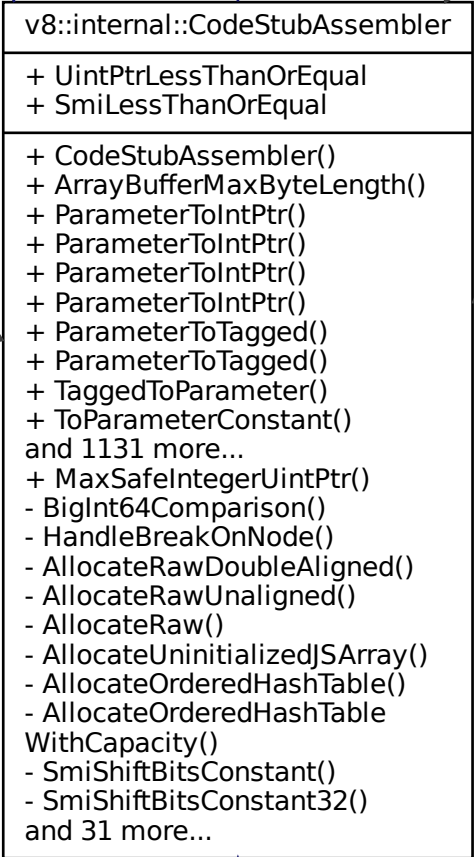 v8::internal::CodeStubAssembler
+ UintPtrLessThanOrEqual
+ SmiLessThanOrEqual
+ CodeStubAssembler()
+ ArrayBufferMaxByteLength()
+ ParameterToIntPtr()
+ ParameterToIntPtr()
+ ParameterToIntPtr()
+ ParameterToIntPtr()
+ ParameterToTagged()
+ ParameterToTagged()
+ TaggedToParameter()
+ ToParameterConstant()
and 1131 more...
+ MaxSafeIntegerUintPtr()
- BigInt64Comparison()
- HandleBreakOnNode()
- AllocateRawDoubleAligned()
- AllocateRawUnaligned()
- AllocateRaw()
- AllocateUninitializedJSArray()
- AllocateOrderedHashTable()
- AllocateOrderedHashTable
WithCapacity()
- SmiShiftBitsConstant()
- SmiShiftBitsConstant32()
and 31 more...